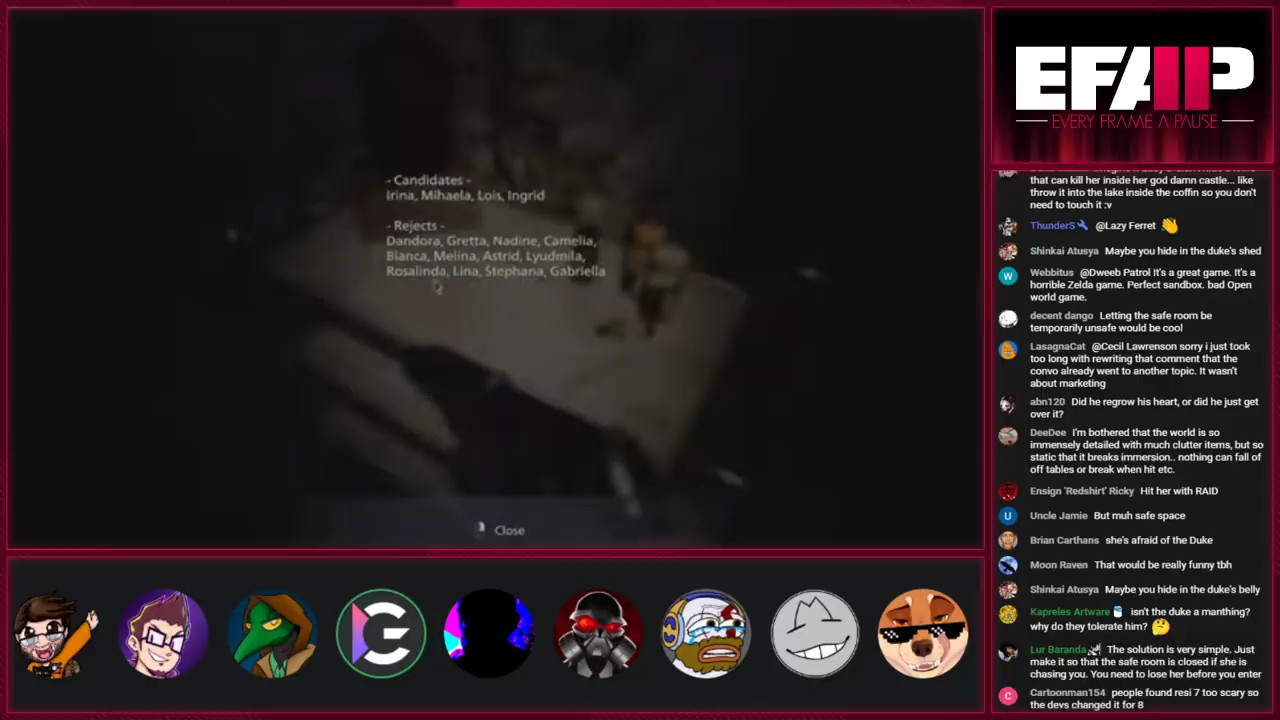 - Candidates -
Irina, Mihaela, Lois, Ingrid
- Rejects -
Dandora, Gretta, Nadine, Camelia,
Bianca, Melina, Astrid, Lyudmila,
Rosalinda, Lina, Stephana, Gabriella
Close
EFAP
EVERY FRAME A PAUSE
that can kill her inside her god damn castle... like
throw it into the lake inside the coffin so you don't
need to touch it :v
ThunderS @Lazy Ferret
Shinkai Atusya Maybe you hide in the duke's shed
W
Webbitus @Dweeb Patrol It's a great game. It's a
horrible Zelda game. Perfect sandbox. bad Open
world game.
decent dango Letting the safe room be
temporarily unsafe would be cool
LasagnaCat @Cecil Lawrenson sorry i just took
too long with rewriting that comment that the
convo already went to another topic. It wasn't
about marketing
abn120 Did he regrow his heart, or did he just get
over it?
DeeDee I'm bothered that the world is so
immensely detailed with much clutter items, but so
static that it breaks immersion.. nothing can fall of
off tables or break when hit etc.
Ensign 'Redshirt' Ricky Hit her with RAID
U
Uncle Jamie But muh safe space
Brian Carthans she's afraid of the Duke
Moon Raven That would be really funny tbh
Shinkai Atusya Maybe you hide in the duke's belly
Kapreles Artware isn't the duke a manthing?
why do they tolerate him? 🤔
Lur Baranda The solution is very simple. Just
make it so that the safe room is closed if she is
chasing you. You need to lose her before you enter
C
Cartoonman154 people found resi 7 too scary so
the devs changed it for 8